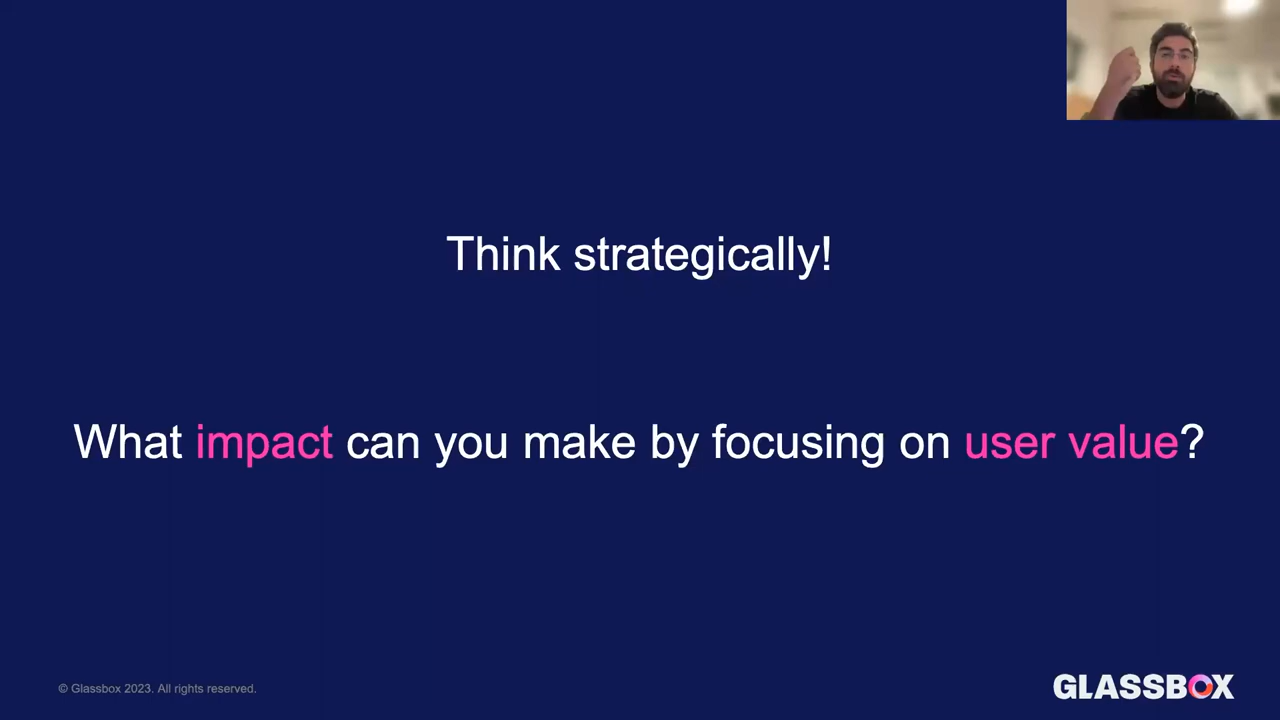 Think strategically!
What impact can you make by focusing on user value?
© Glassbox 2023. All rights reserved.
GLASSBOX